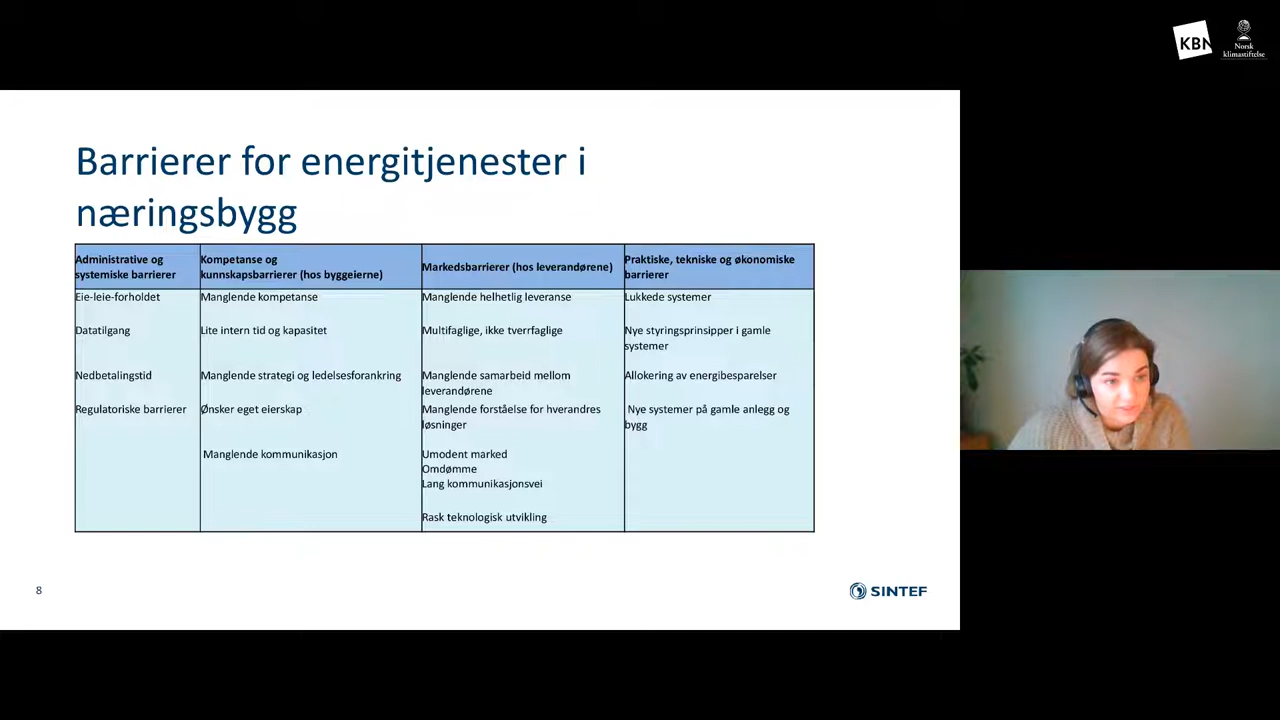 KBN
Norsk
klimastiftelse
Barrierer for energitjenester i
næringsbygg
Administrative og
systemiske barrierer
Kompetanse og
kunnskapsbarrierer (hos byggeierne)
Markedsbarrierer (hos leverandørene)
Praktiske, tekniske og økonomiske
barrierer
Eie-leie-forholdet
Manglende kompetanse
Manglende helhetlig leveranse
Lukkede systemer
Datatilgang
Lite intern tid og kapasitet
Multifaglige, ikke tverrfaglige
Nye styringsprinsipper i gamle
systemer
Nedbetalingstid
Manglende strategi og ledelsesforankring
Manglende samarbeid mellom
leverandørene
Allokering av energibesparelser
Regulatoriske barrierer
Ønsker eget eierskap
Manglende forståelse for hverandres
løsninger
Nye systemer på gamle anlegg og
bygg
Manglende kommunikasjon
Umodent marked
Omdømme
Lang kommunikasjonsvei
Rask teknologisk utvikling
8
SINTEF